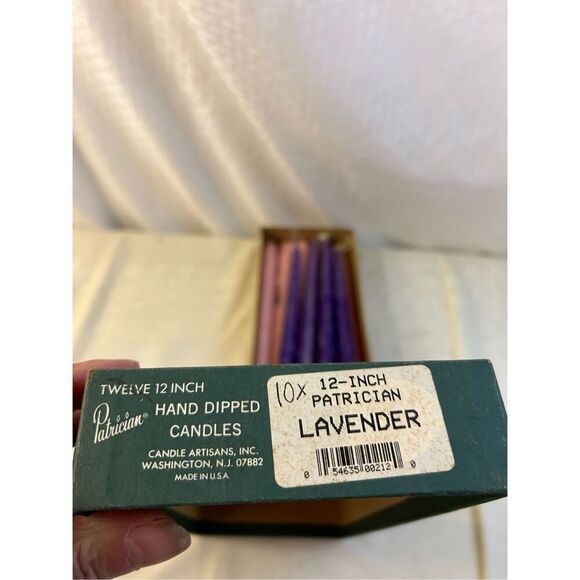 TWELVE 12 INCH
Patrician®
HAND DIPPED
CANDLES
CANDLE ARTISANS, INC.
WASHINGTON, N.J. 07882
MADE IN U.S.A.
10X
12-INCH
PATRICIAN
LAVENDER
0 54635 00212 0